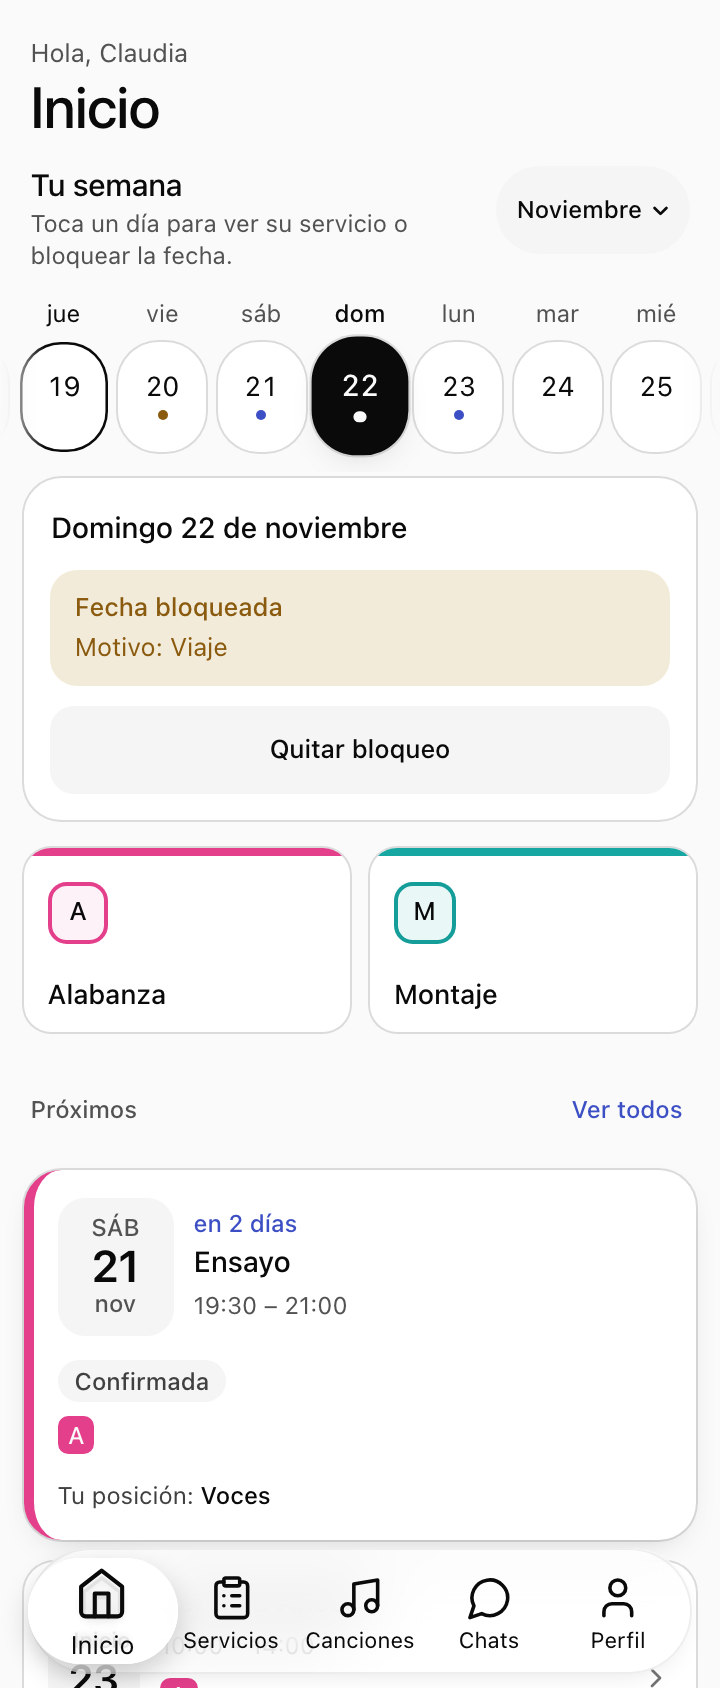 Hola, Claudia
Inicio
Tu semana
Toca un día para ver su servicio o
bloquear la fecha.
Noviembre
jue vie sáb dom lun mar mié
19 20 21 22 23 24 25
Domingo 22 de noviembre
Fecha bloqueada
Motivo: Viaje
Quitar bloqueo
A
Alabanza
M
Montaje
Próximos
Ver todos
SÁB
21
nov
en 2 días
Ensayo
19:30 – 21:00
Confirmada
A
Tu posición: Voces
Inicio Servicios Canciones Chats Perfil
23